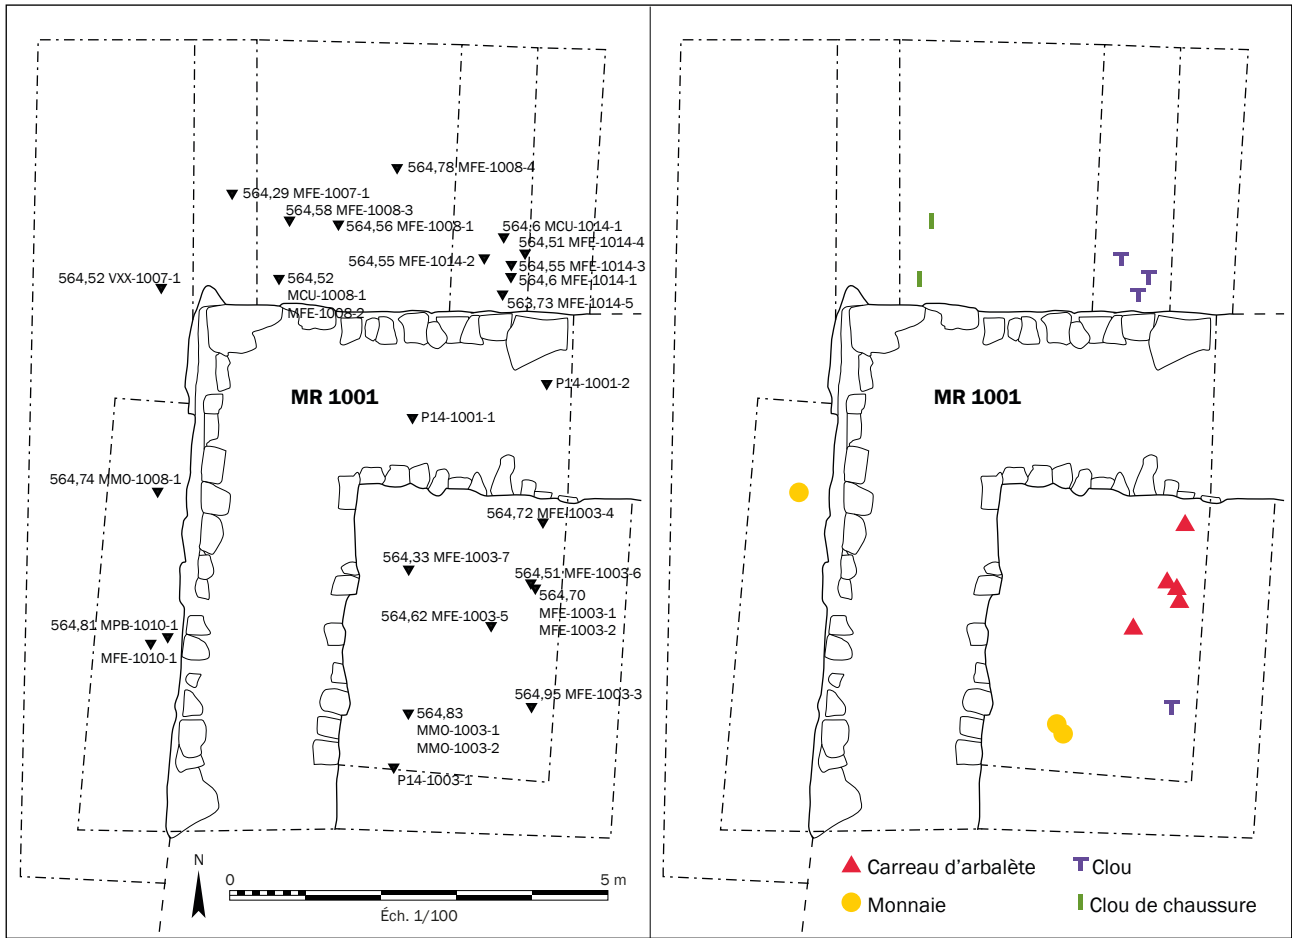 564,78 MFE-1008-4
564,29 MFE-1007-1
564,58 MFE-1008-3
564,56 MFE-1008-1
564,6 MCU-1014-1
564,51 MFE-1014-4
564,55 MFE-1014-2
564,55 MFE-1014-3
564,52 VXX-1007-1
564,52
MCU-1008-1
MFE-1008-2
564,6 MFE-1014-1
563,73 MFE-1014-5
P14-1001-2
MR 1001
P14-1001-1
564,74 MMO-1008-1
564,72 MFE-1003-4
564,33 MFE-1003-7
564,51 MFE-1003-6
564,70
MFE-1003-1
MFE-1003-2
564,62 MFE-1003-5
564,81 MPB-1010-1
MFE-1010-1
564,95 MFE-1003-3
564,83
MMO-1003-1
MMO-1003-2
P14-1003-1
N
0
5 m
Éch. 1/100
MR 1001
Carreau d'arbalète
Clou
Monnaie
Clou de chaussure